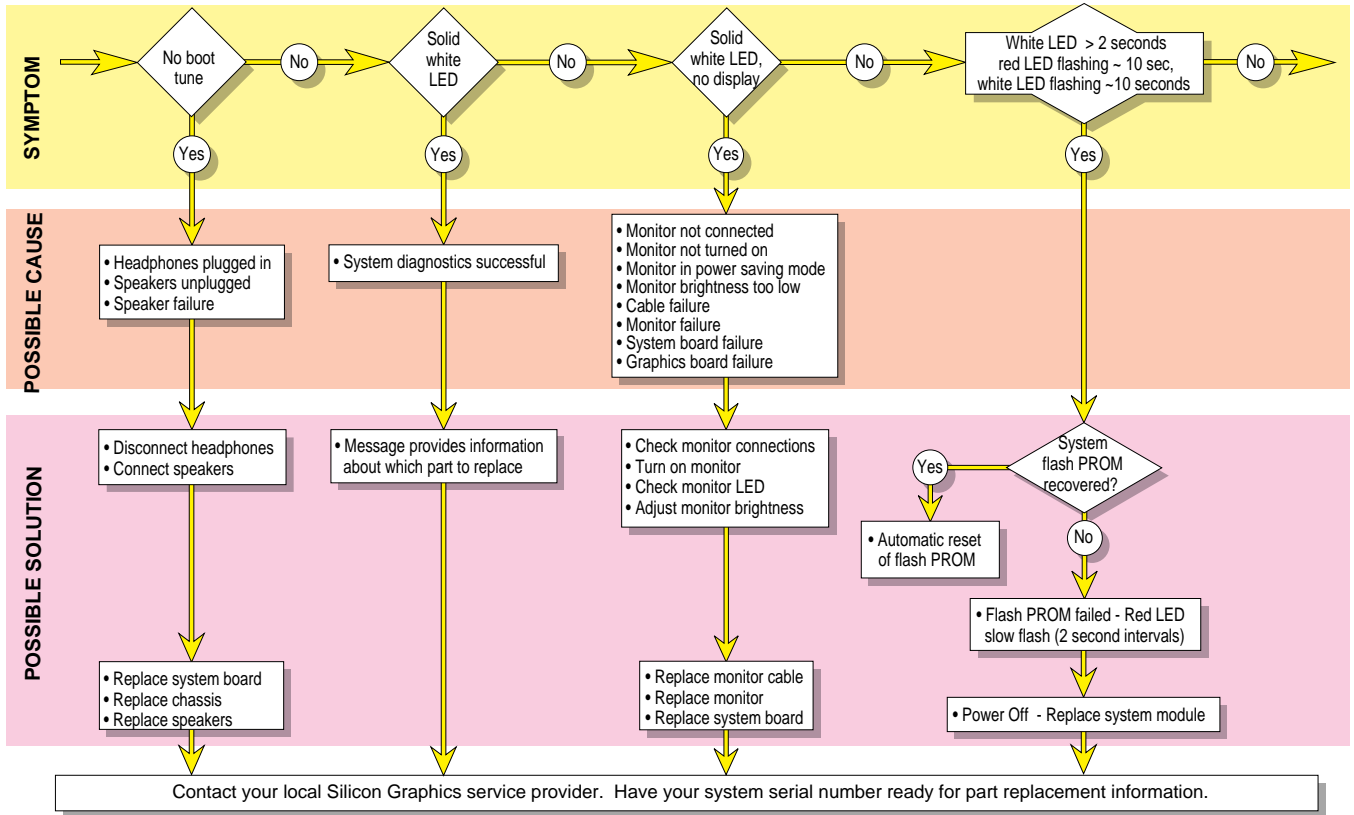 SYMPTOM
No boot
tune
No
Yes
Solid
white
LED
No
Yes
Solid
white LED,
no display
No
Yes
White LED > 2 seconds
red LED flashing ~ 10 sec,
white LED flashing ~10 seconds
No
Yes
POSSIBLE CAUSE
• Headphones plugged in
• Speakers unplugged
• Speaker failure
• System diagnostics successful
• Monitor not connected
• Monitor not turned on
• Monitor in power saving mode
• Monitor brightness too low
• Cable failure
• Monitor failure
• System board failure
• Graphics board failure
POSSIBLE SOLUTION
• Disconnect headphones
• Connect speakers
• Replace system board
• Replace chassis
• Replace speakers
• Message provides information
about which part to replace
• Check monitor connections
• Turn on monitor
• Check monitor LED
• Adjust monitor brightness
• Replace monitor cable
• Replace monitor
• Replace system board
System
flash PROM
recovered?
Yes
• Automatic reset
of flash PROM
No
• Flash PROM failed - Red LED
slow flash (2 second intervals)
• Power Off - Replace system module
Contact your local Silicon Graphics service provider. Have your system serial number ready for part replacement information.